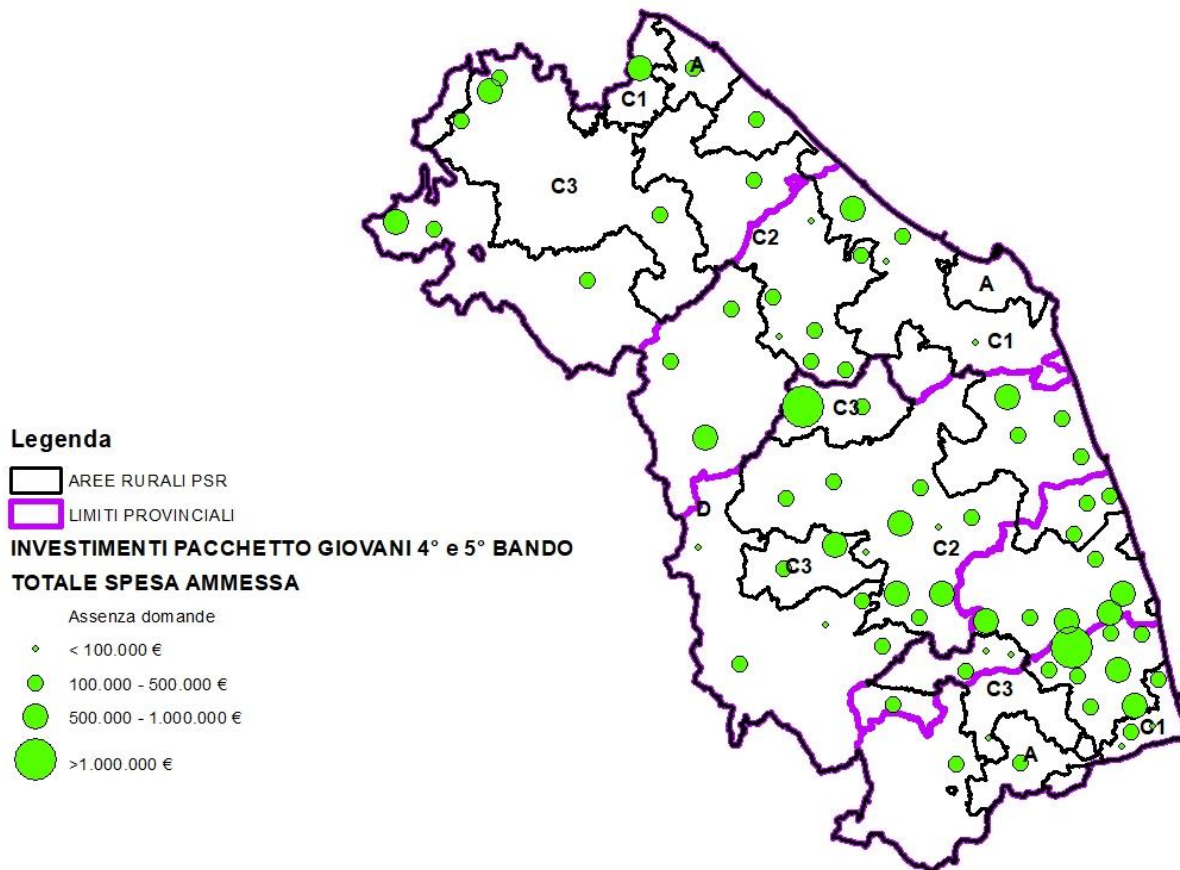 A
C1
C3
C2
A
C1
C3
D
C2
C3
C3
C1
A
Legenda
AREE RURALI PSR
LIMITI PROVINCIALI
INVESTIMENTI PACCHETTO GIOVANI 4° e 5° BANDO
TOTALE SPESA AMMESSA
Assenza domande
< 100.000 €
100.000 - 500.000 €
500.000 - 1.000.000 €
>1.000.000 €